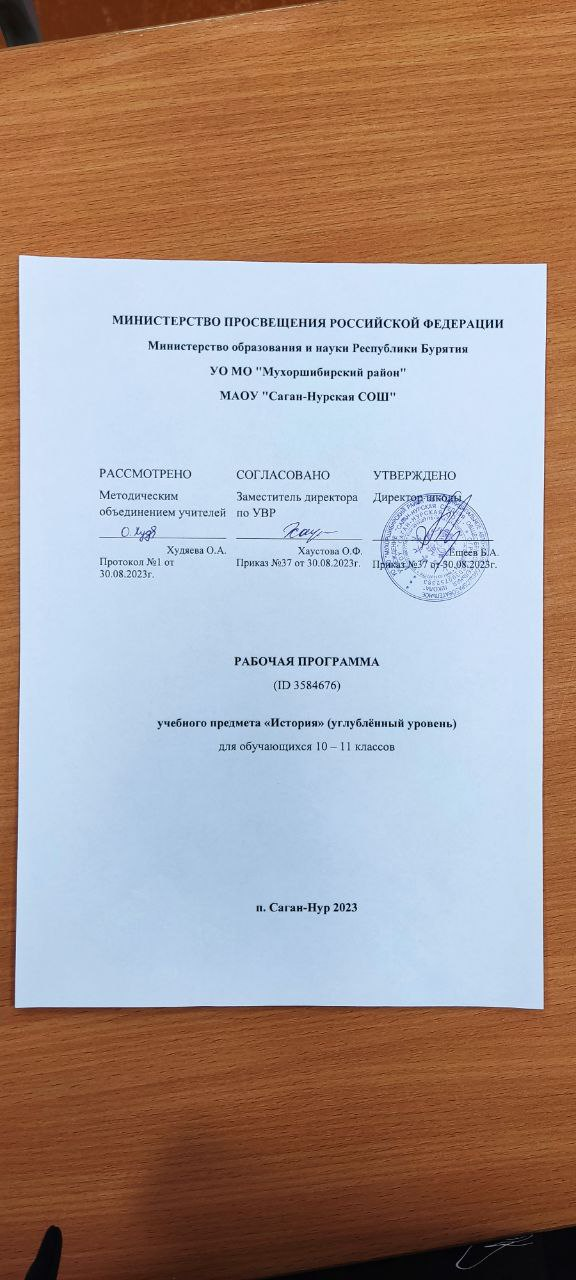 МИНИСТЕРСТВО ПРОСВЕЩЕНИЯ РОССИЙСКОЙ ФЕДЕРАЦИИ
Министерство образования и науки Республики Бурятия
УО МО "Мухоршибирский район"
МАОУ "Саган-Нурская СОШ"
РАССМОТРЕНО
Методическим
объединением учителей
О.Худя
Худяева О.А.
Протокол №1 от
30.08.2023г.
СОГЛАСОВАНО
Заместитель директора
по УВР
Хаустова О.Ф.
Приказ №37 от 30.08.2023г.
УТВЕРЖДЕНО
Директор школы
Ещеев Б.А.
Приказ №37 от 30.08.2023г.
РАБОЧАЯ ПРОГРАММА
(ID 3584676)
учебного предмета «История» (углублённый уровень)
для обучающихся 10 – 11 классов
п. Саган-Нур 2023